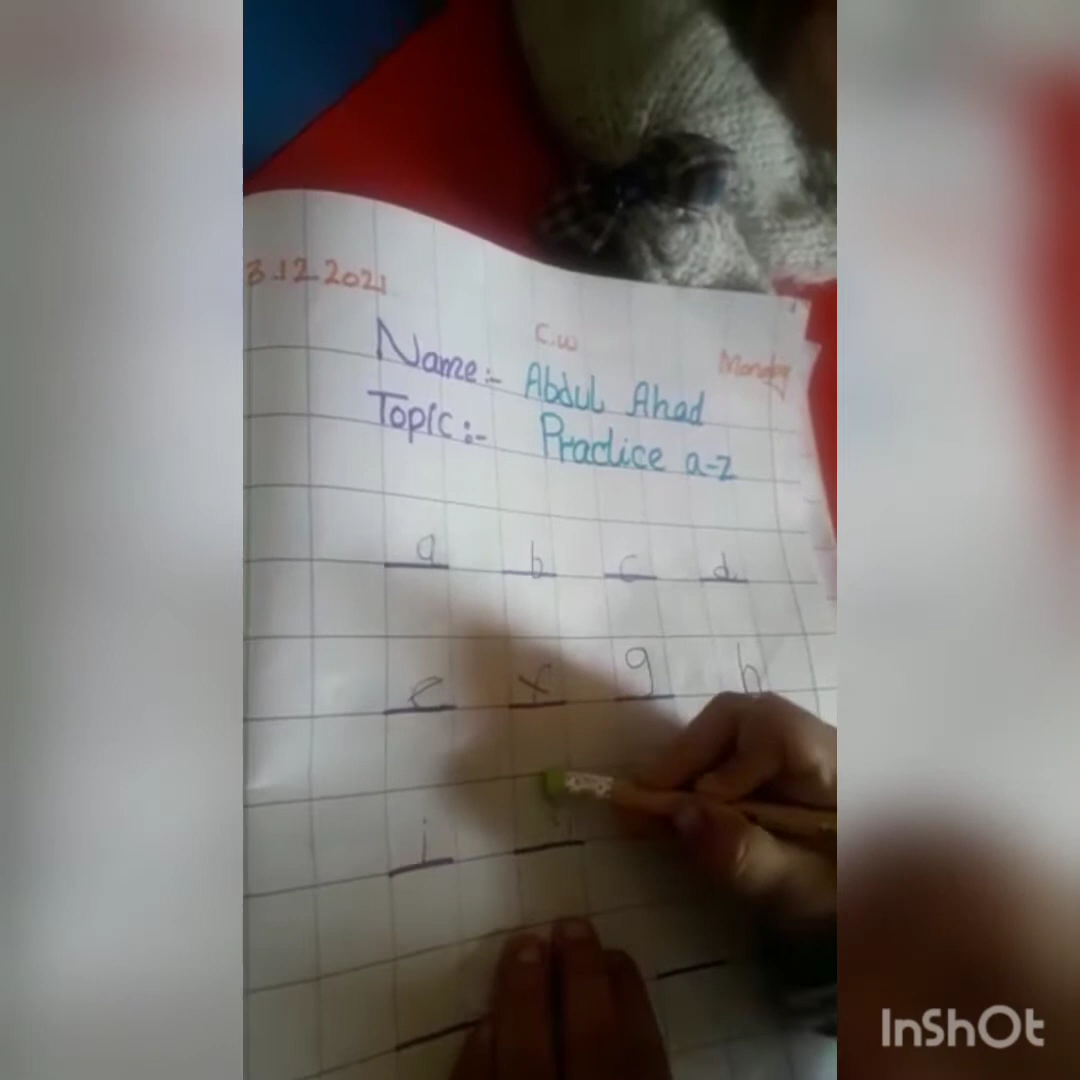 3.12.2021
C.W
Monday
Name:- Abdul Ahad
Topic:- Practice a-z
a b c d
e f g h
i
InShOt